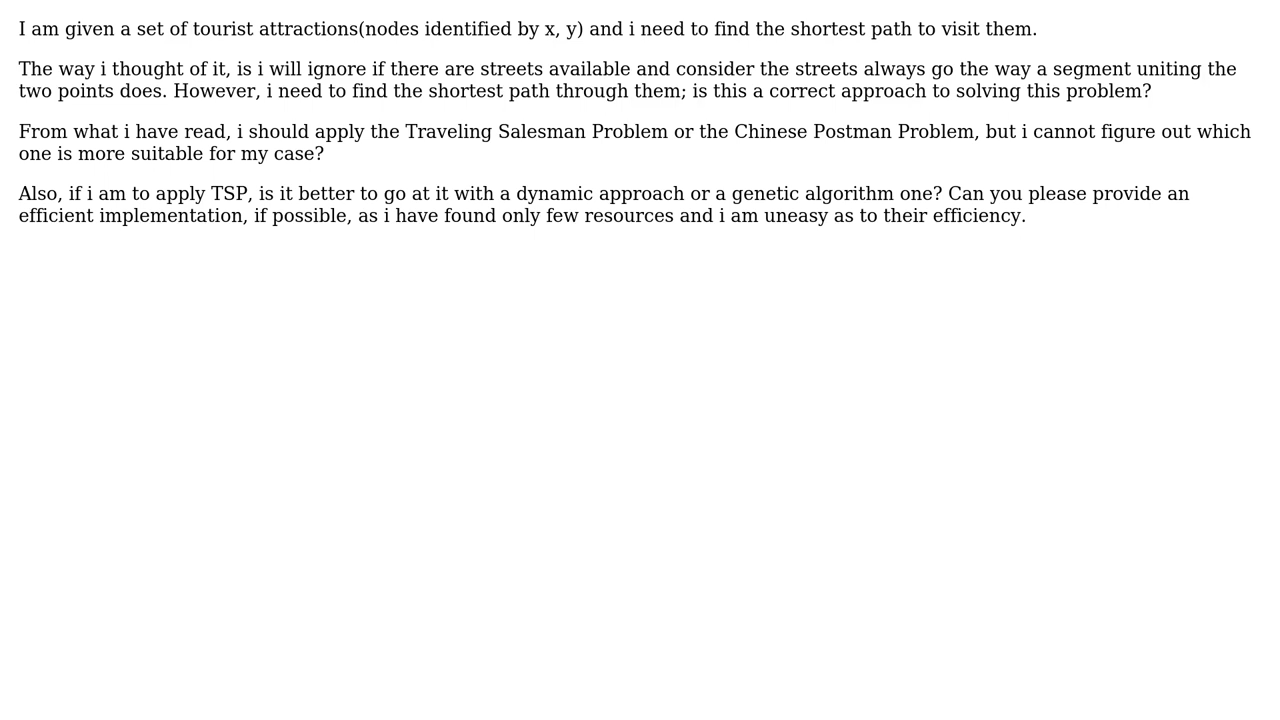 I am given a set of tourist attractions(nodes identified by x, y) and i need to find the shortest path to visit them.
The way i thought of it, is i will ignore if there are streets available and consider the streets always go the way a segment uniting the
two points does. However, i need to find the shortest path through them; is this a correct approach to solving this problem?
From what i have read, i should apply the Traveling Salesman Problem or the Chinese Postman Problem, but i cannot figure out which
one is more suitable for my case?
Also, if i am to apply TSP, is it better to go at it with a dynamic approach or a genetic algorithm one? Can you please provide an
efficient implementation, if possible, as i have found only few resources and i am uneasy as to their efficiency.